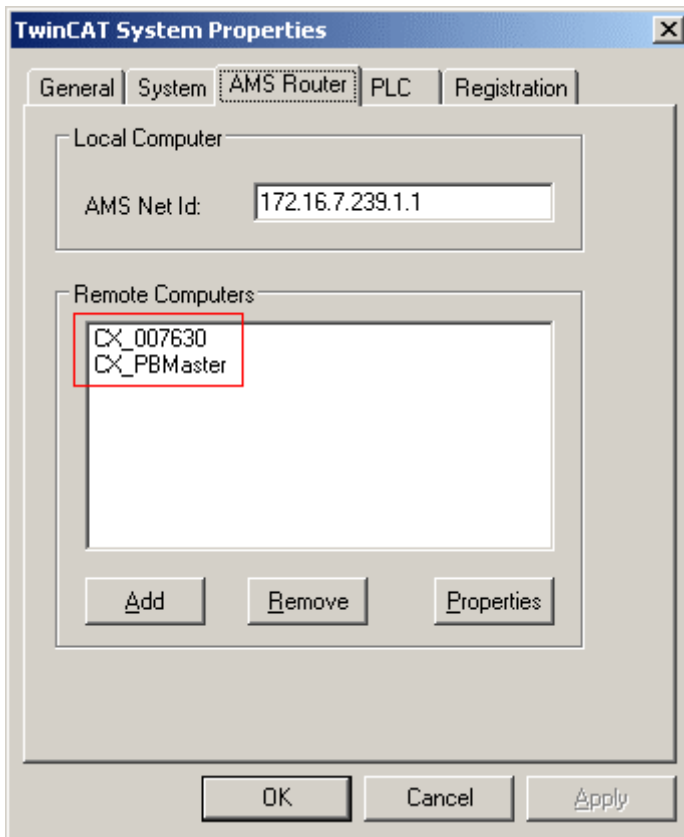 TwinCAT System Properties
General System AMS Router PLC Registration
Local Computer
AMS Net Id: 172.16.7.239.1.1
Remote Computers
CX_007630
CX_PBMaster
Add Remove Properties
OK Cancel Apply